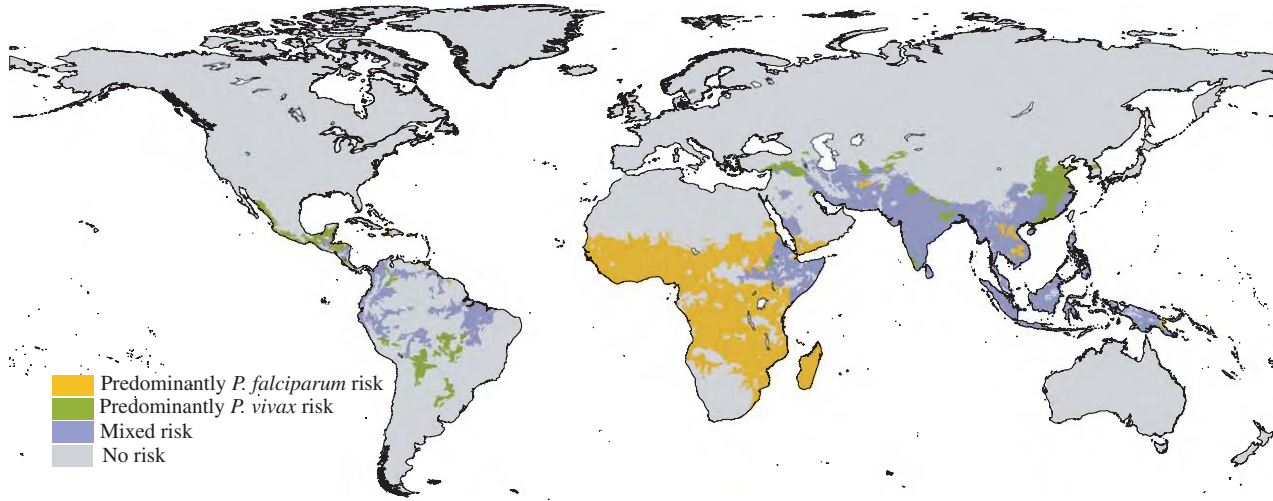 Predominantly P. falciparum risk
Predominantly P. vivax risk
Mixed risk
No risk